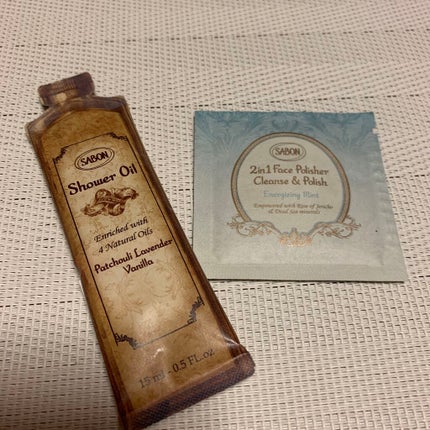 SABON
Shower Oil
Enriched with
4 Natural Oils
Patchouli Lavender
Vanilla
15 ml - 0.5 FL.oz
SABON
2in1 Face Polisher
Cleanse & Polish
Energizing Mint
Empowered with Rose of Jericho
& Dead Sea minerals